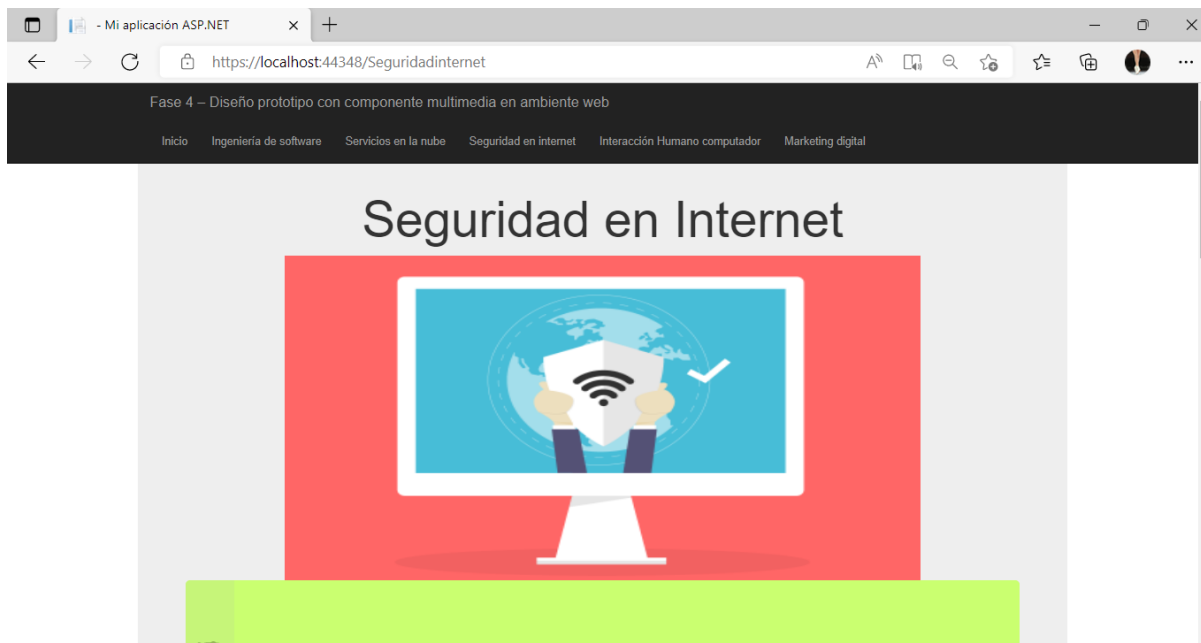 - Mi aplicación ASP.NET
https://localhost:44348/Seguridadinternet
Fase 4 – Diseño prototipo con componente multimedia en ambiente web
Inicio Ingeniería de software Servicios en la nube Seguridad en internet Interacción Humano computador Marketing digital
Seguridad en Internet